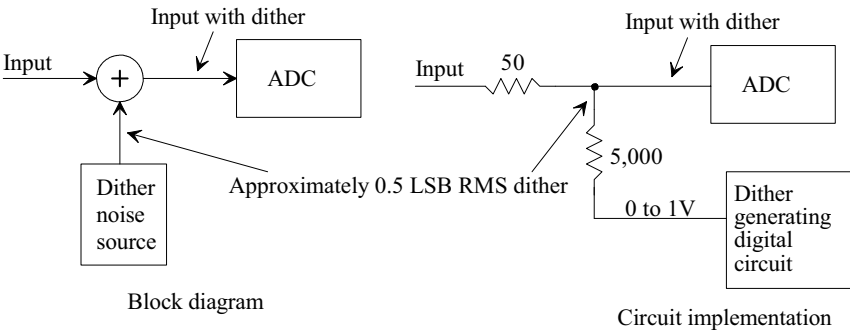 Input with dither
Input
+
ADC
Dither
noise
source
Block diagram
Approximately 0.5 LSB RMS dither
Input with dither
Input
50
ADC
5,000
0 to 1V
Dither
generating
digital
circuit
Circuit implementation